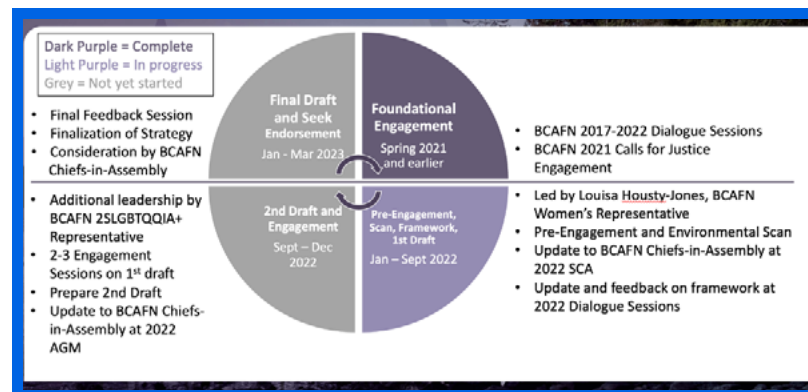 Dark Purple = Complete
Light Purple = In progress
Grey = Not yet started
• Final Feedback Session
• Finalization of Strategy
• Consideration by BCAFN
Chiefs-in-Assembly
Final Draft
and Seek
Endorsement
Jan - Mar 2023
Foundational
Engagement
Spring 2021
and earlier
• BCAFN 2017-2022 Dialogue Sessions
• BCAFN 2021 Calls for Justice
Engagement
• Additional leadership by
BCAFN 2SLGBTQQIA+
Representative
• 2-3 Engagement
Sessions on 1st draft
• Prepare 2nd Draft
• Update to BCAFN Chiefs-
in-Assembly at 2022
AGM
2nd Draft and
Engagement
Sept – Dec
2022
Pre-Engagement,
Scan, Framework,
1st Draft
Jan – Sept 2022
• Led by Louisa Housty-Jones, BCAFN
Women's Representative
• Pre-Engagement and Environmental Scan
• Update to BCAFN Chiefs-in-Assembly at
2022 SCA
• Update and feedback on framework at
2022 Dialogue Sessions